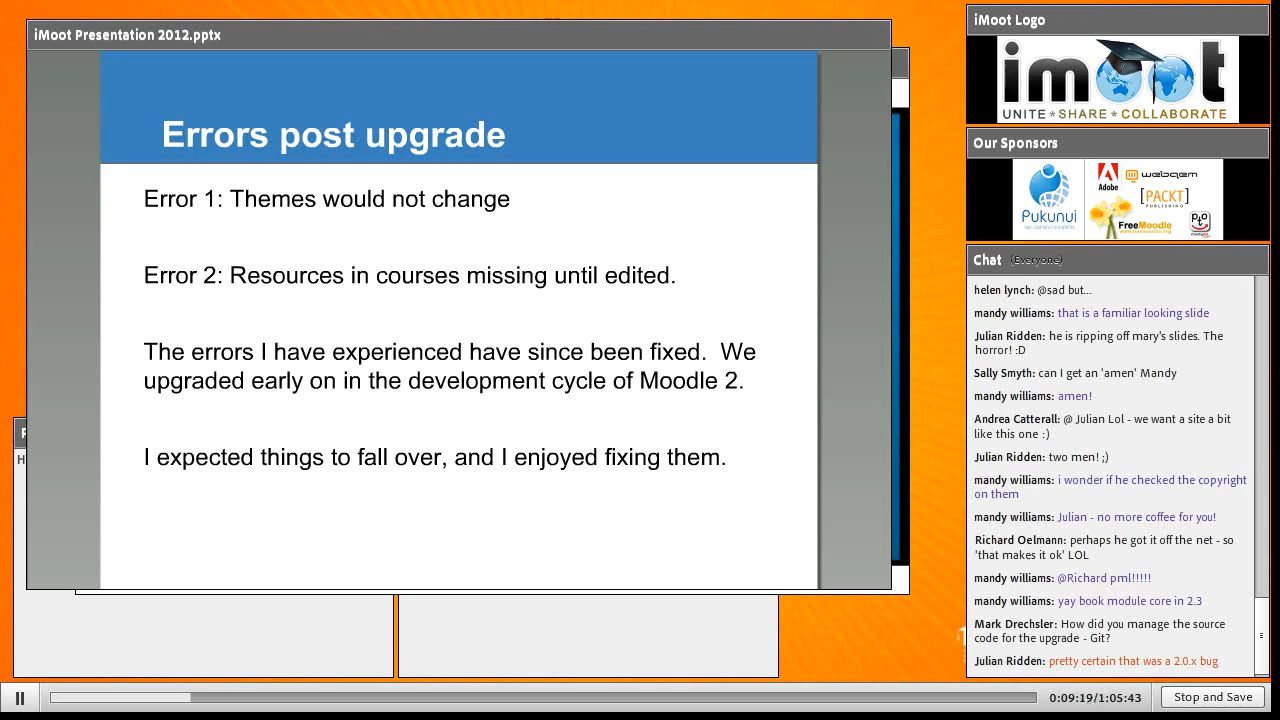 iMoot Presentation 2012.pptx
Errors post upgrade
Error 1: Themes would not change
Error 2: Resources in courses missing until edited.
The errors I have experienced have since been fixed.  We
upgraded early on in the development cycle of Moodle 2.
I expected things to fall over, and I enjoyed fixing them.
iMoot Logo
imoot
UNITE * SHARE * COLLABORATE
Our Sponsors
Pukunui
Adobe
webgem
[PACKT]
PUBLISHING
FreeMoodle
Chat (Everyone)
helen lynch: @sad but...
mandy williams: that is a familiar looking slide
Julian Ridden: he is ripping off mary's slides. The
horror! :D
Sally Smyth: can I get an 'amen' Mandy
mandy williams: amen!
Andrea Catterall: @ Julian Lol - we want a site a bit
like this one :)
Julian Ridden: two men! ;)
mandy williams: i wonder if he checked the copyright
on them
mandy williams: Julian - no more coffee for you!
Richard Oelmann: perhaps he got it off the net - so
'that makes it ok' LOL
mandy williams: @Richard pml!!!!!
mandy williams: yay book module core in 2.3
Mark Drechsler: How did you manage the source
code for the upgrade - Git?
Julian Ridden: pretty certain that was a 2.0.x bug
0:09:19/1:05:43
Stop and Save